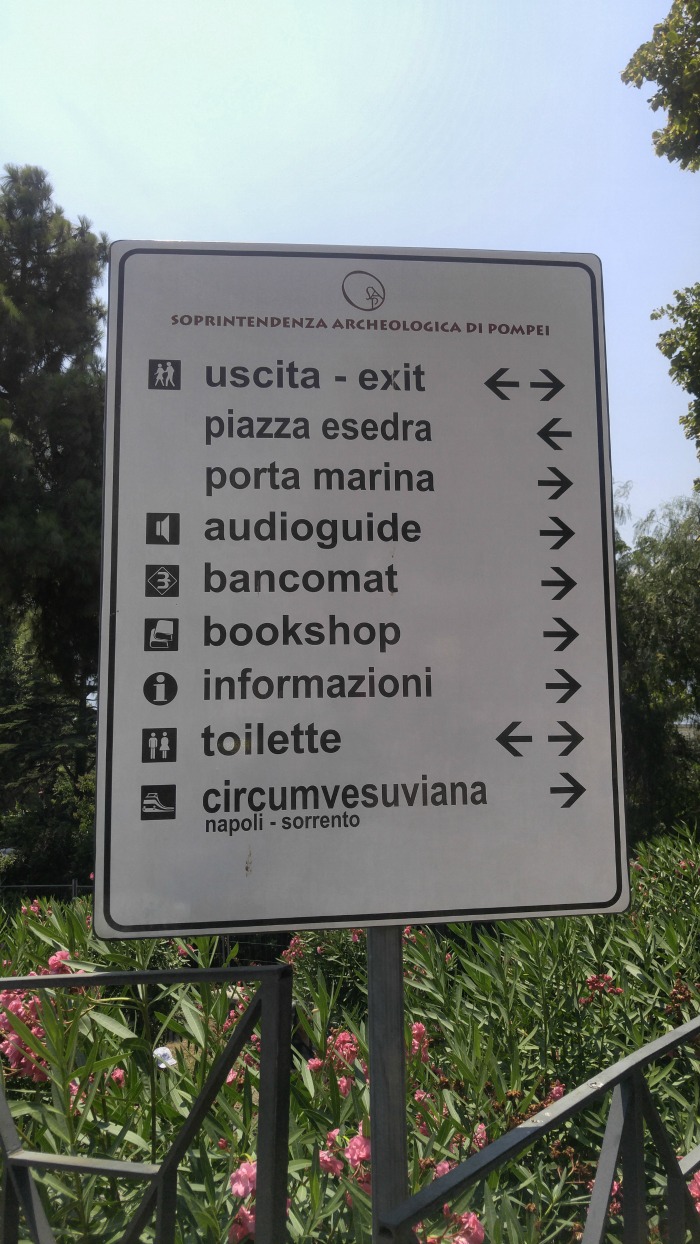 SOPRINTENDENZA ARCHEOLOGICA DI POMPEI
uscita - exit
piazza esedra
porta marina
audioguide
bancomat
bookshop
informazioni
toilette
circumvesuviana
napoli - sorrento